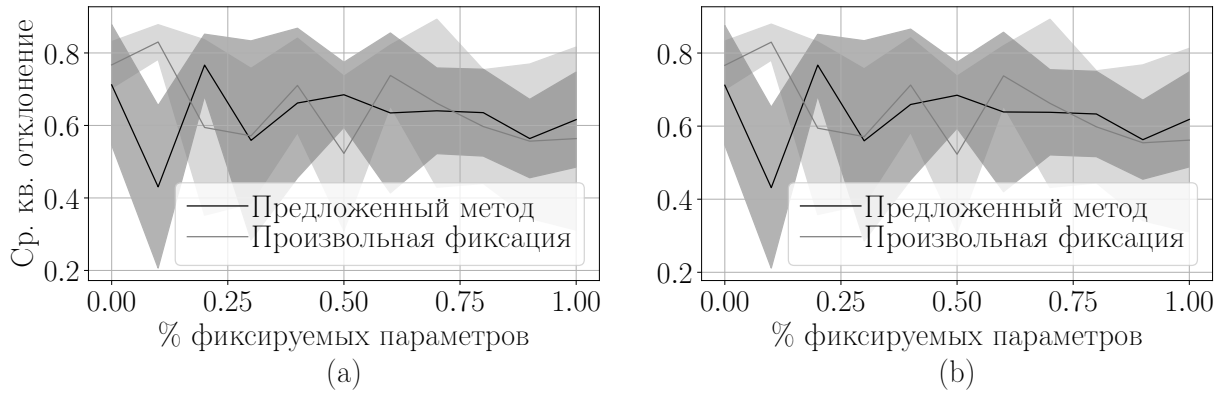 Ср. кв. отклонение
0.8
0.6
0.4
0.2
Предложенный метод
Произвольная фиксация
0.00 0.25 0.50 0.75 1.00
% фиксируемых параметров
(a)
0.8
0.6
0.4
0.2
Предложенный метод
Произвольная фиксация
0.00 0.25 0.50 0.75 1.00
% фиксируемых параметров
(b)